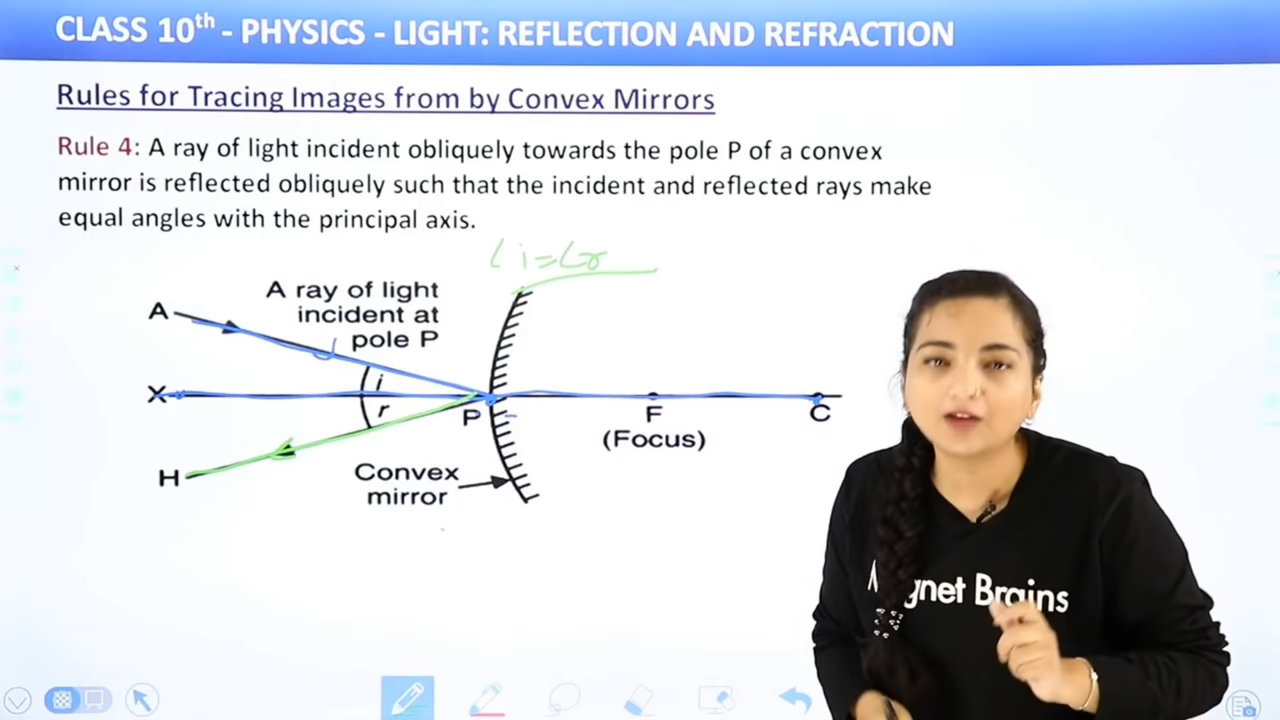 CLASS 10th - PHYSICS - LIGHT: REFLECTION AND REFRACTION
Rules for Tracing Images from by Convex Mirrors
Rule 4: A ray of light incident obliquely towards the pole P of a convex
mirror is reflected obliquely such that the incident and reflected rays make
equal angles with the principal axis.
∠i=∠r
A ray of light
incident at
pole P
A
i
X
r
P
F
(Focus)
C
H
Convex
mirror
gnet Brains